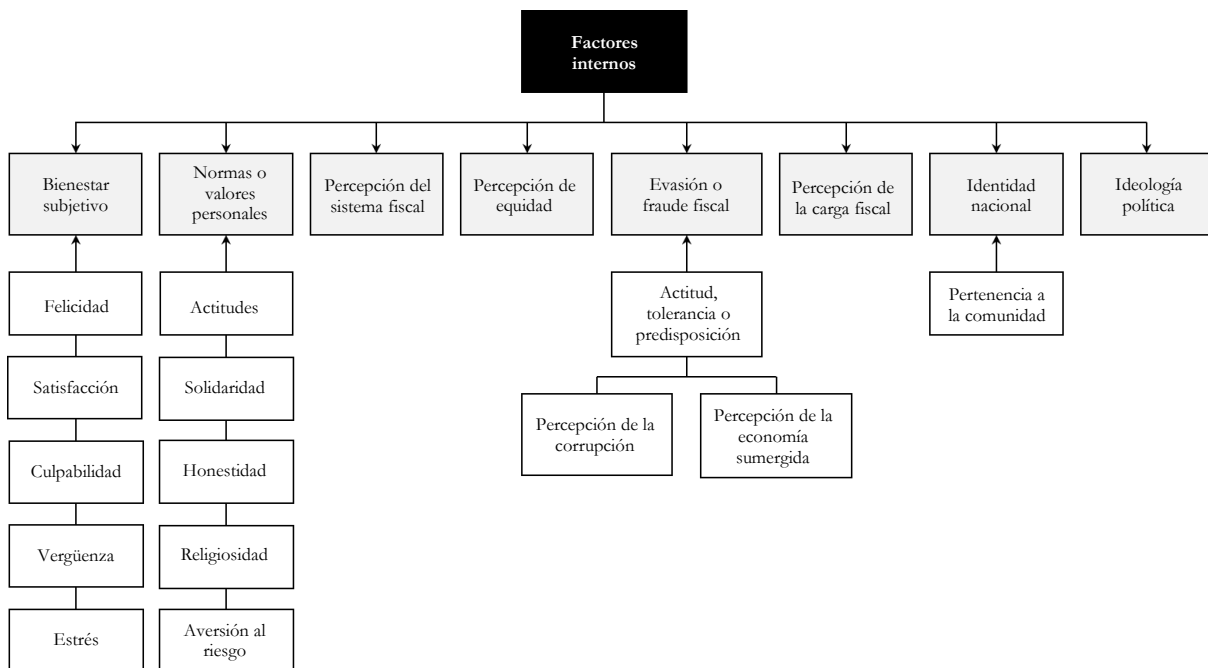 Factores
internos
Bienestar
subjetivo
Normas o
valores
personales
Percepción del
sistema fiscal
Percepción de
equidad
Evasión o
fraude fiscal
Percepción de
la carga fiscal
Identidad
nacional
Ideología
política
Felicidad
Actitudes
Actitud,
tolerancia o
predisposición
Pertenencia a
la comunidad
Satisfacción
Solidaridad
Percepción de la
corrupción
Percepción de la
economía
sumergida
Culpabilidad
Honestidad
Vergüenza
Religiosidad
Estrés
Aversión al
riesgo